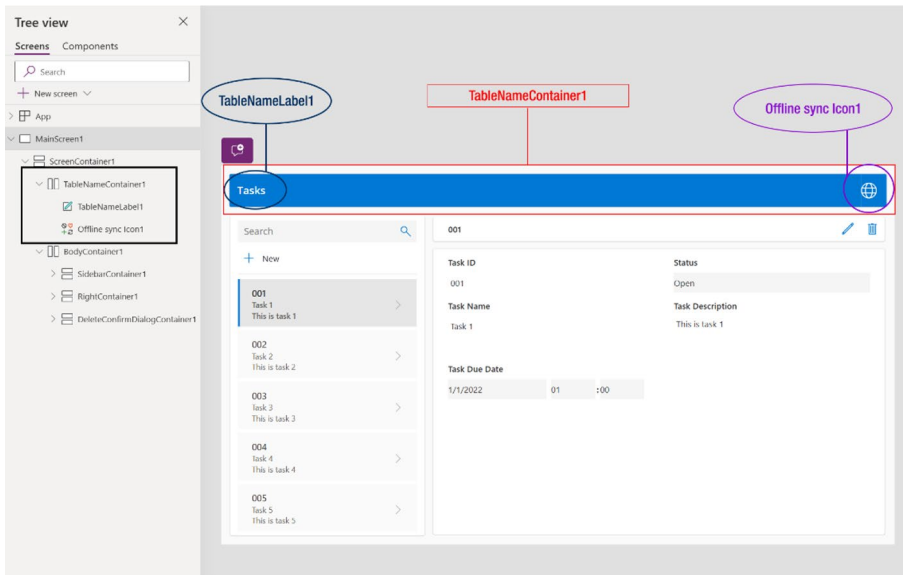 Tree view
Screens Components
Search
New screen
App
MainScreen1
ScreenContainer1
TableNameContainer1
TableNameLabel1
Offline sync Icon1
BodyContainer1
SidebarContainer1
RightContainer1
DeleteConfirmDialogContainer1
TableNameLabel1
TableNameContainer1
Offline sync Icon1
Tasks
Search
New
001
Task 1
This is task 1
002
Task 2
This is task 2
003
Task 3
This is task 3
004
Task 4
This is task 4
005
Task 5
This is task 5
001
Task ID
Status
001
Open
Task Name
Task Description
Task 1
This is task 1
Task Due Date
1/1/2022 01 :00